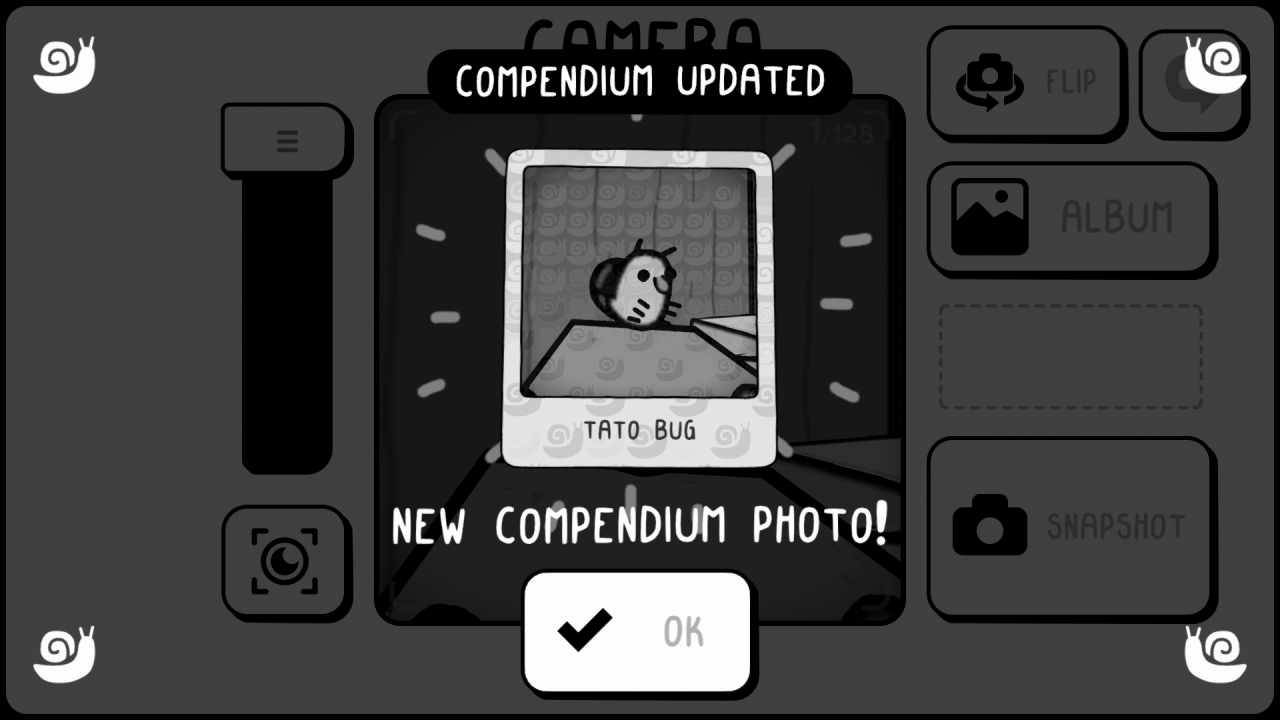 CAMERA
COMPENDIUM UPDATED
FLIP
1/128
ALBUM
TATO BUG
NEW COMPENDIUM PHOTO!
SNAPSHOT
OK